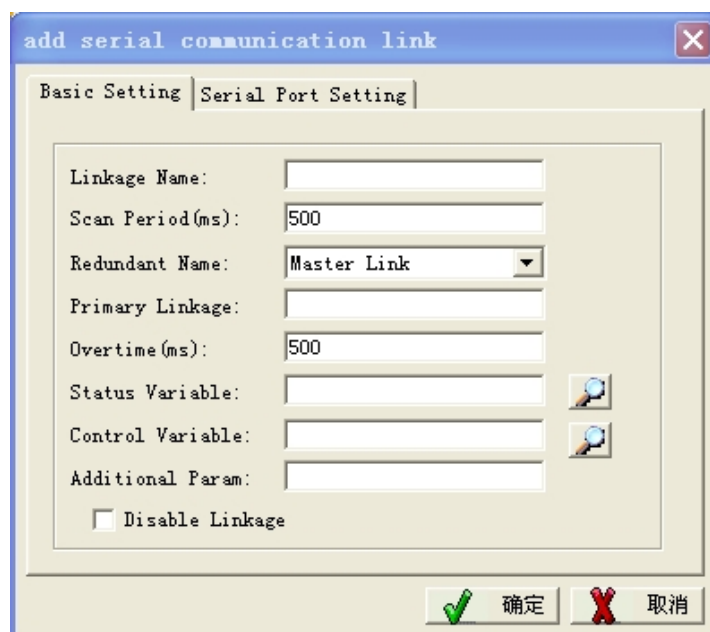 add serial communication link
Basic Setting Serial Port Setting
Linkage Name:
Scan Period(ms): 500
Redundant Name: Master Link
Primary Linkage:
Overtime(ms): 500
Status Variable:
Control Variable:
Additional Param:
Disable Linkage
确定 取消